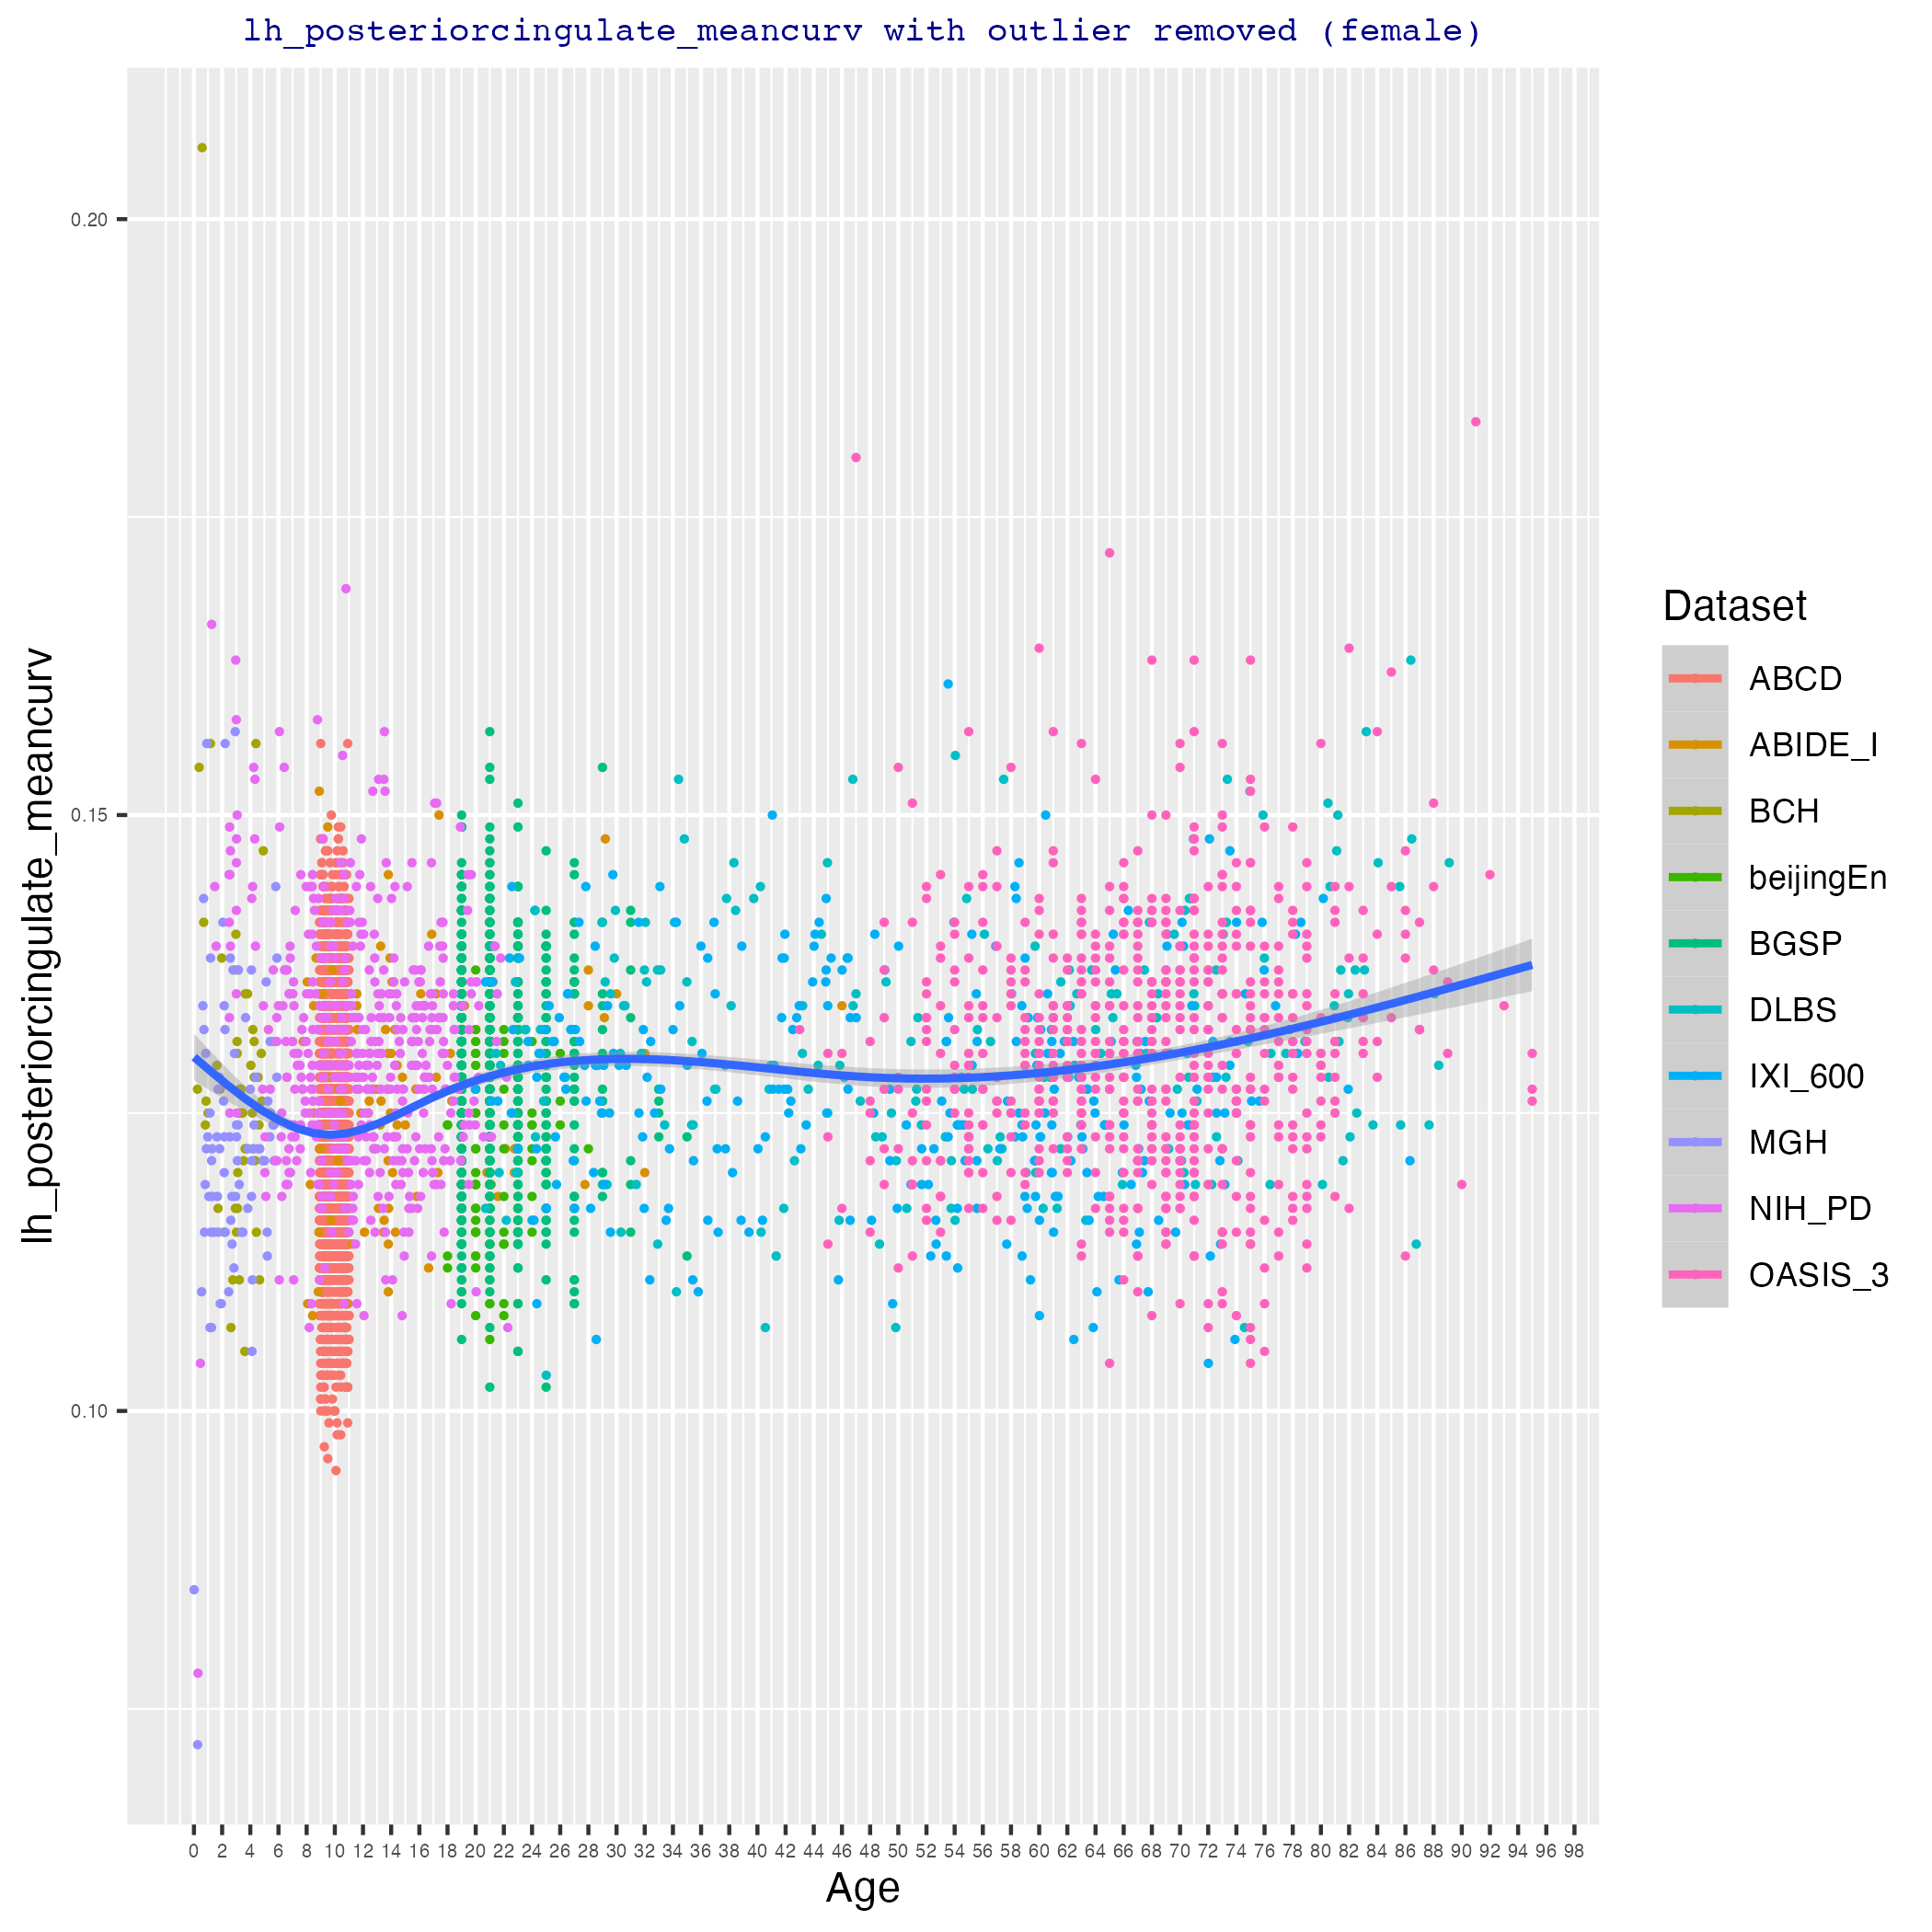 lh_posteriorcingulate_meancurv with outlier removed (female)
lh_posteriorcingulate_meancurv
0.20
0.15
0.10
0 2 4 6 8 10 12 14 16 18 20 22 24 26 28 30 32 34 36 38 40 42 44 46 48 50 52 54 56 58 60 62 64 66 68 70 72 74 76 78 80 82 84 86 88 90 92 94 96 98
Age
Dataset
ABCD
ABIDE_I
BCH
beijingEn
BGSP
DLBS
IXI_600
MGH
NIH_PD
OASIS_3